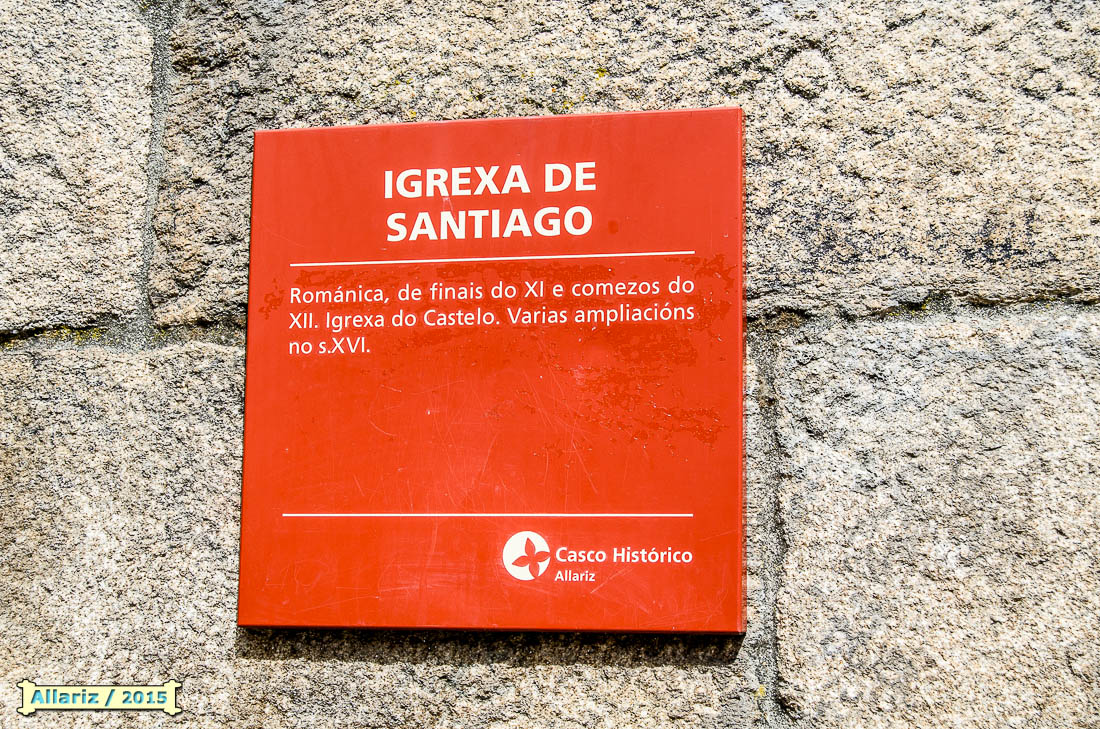 IGREXA DE
SANTIAGO
Románica, de finais do XI e comezos do
XII. Igrexa do Castelo. Varias ampliacións
no s.XVI.
Casco Histórico
Allariz
Allariz / 2015